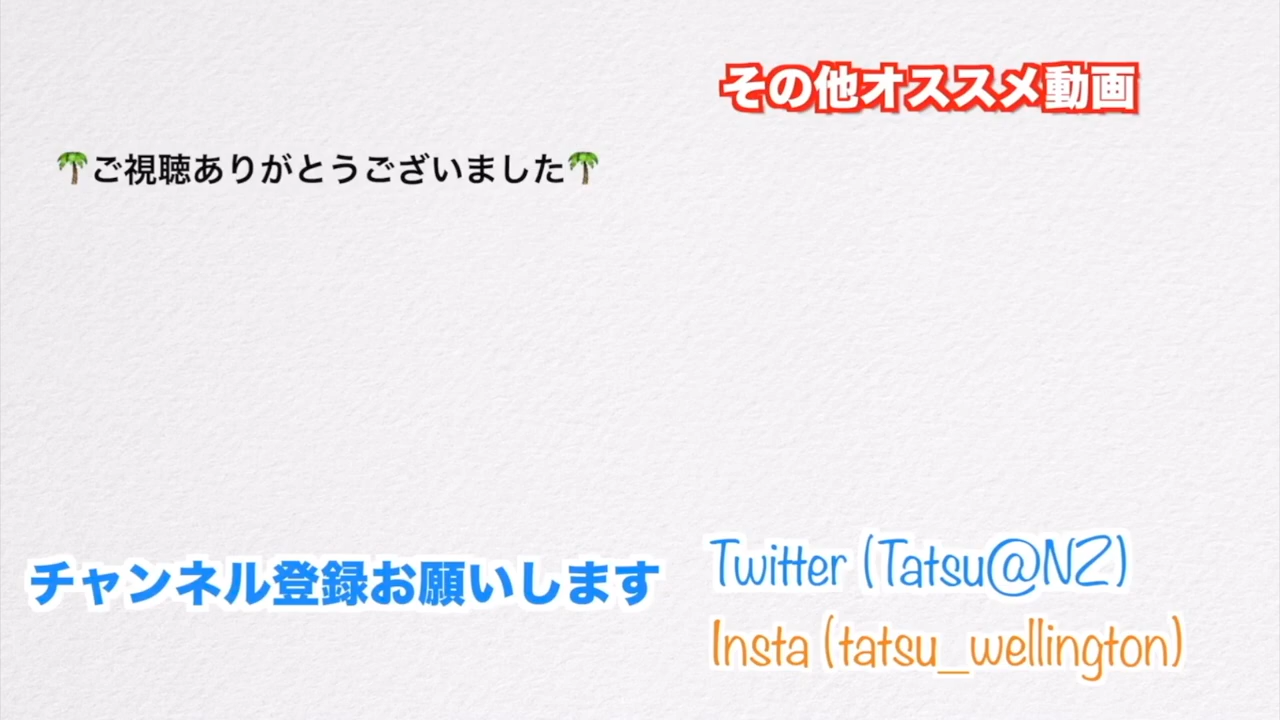 その他オススメ動画
🌴ご視聴ありがとうございました🌴
チャンネル登録お願いします
Twitter (Tatsu@NZ)
Insta (tatsu_wellington)